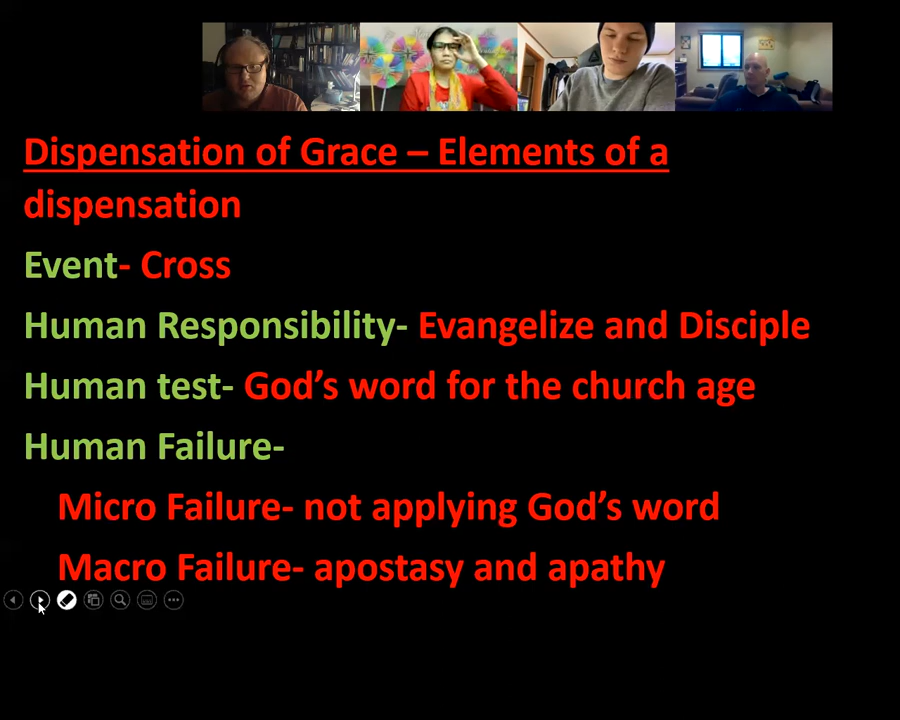 Dispensation of Grace – Elements of a
dispensation
Event- Cross
Human Responsibility- Evangelize and Disciple
Human test- God’s word for the church age
Human Failure-
Micro Failure- not applying God’s word
Macro Failure- apostasy and apathy